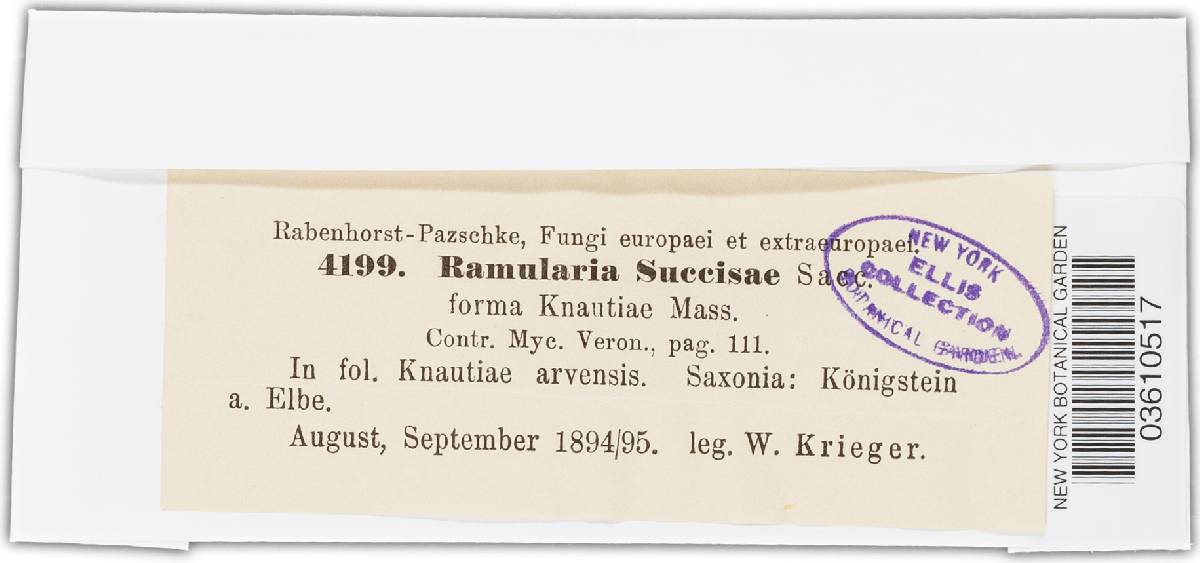 Rabenhorst-Pazschke, Fungi europaei et extraeuropaei.
4199. Ramularia Succisae Sacc.
forma Knautiae Mass.
Contr. Myc. Veron., pag. 111.
In fol. Knautiae arvensis. Saxonia: Königstein
a. Elbe.
August, September 1894/95. leg. W. Krieger.
NEW YORK
ELLIS
COLLECTION
BOTANICAL GARDEN
NEW YORK BOTANICAL GARDEN
03610517